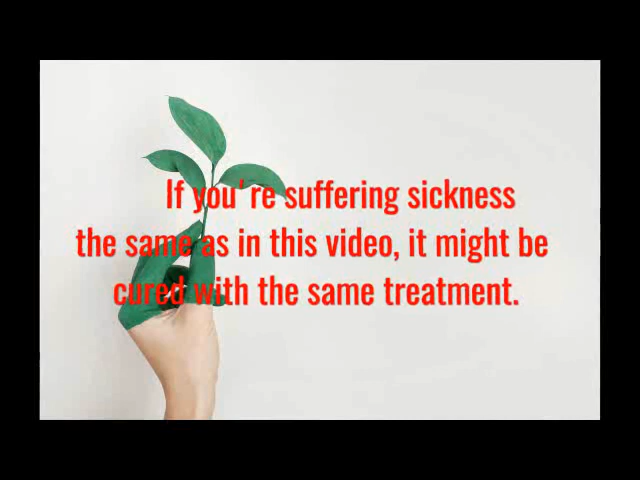 If you're suffering sickness
the same as in this video, it might be
cured with the same treatment.